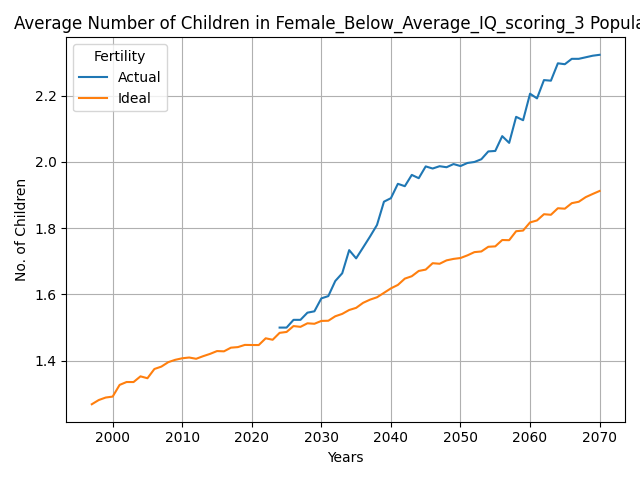 Average Number of Children in Female_Below_Average_IQ_scoring_3 Popula
Fertility
Actual
Ideal
No. of Children
2.2
2.0
1.8
1.6
1.4
2000 2010 2020 2030 2040 2050 2060 2070
Years